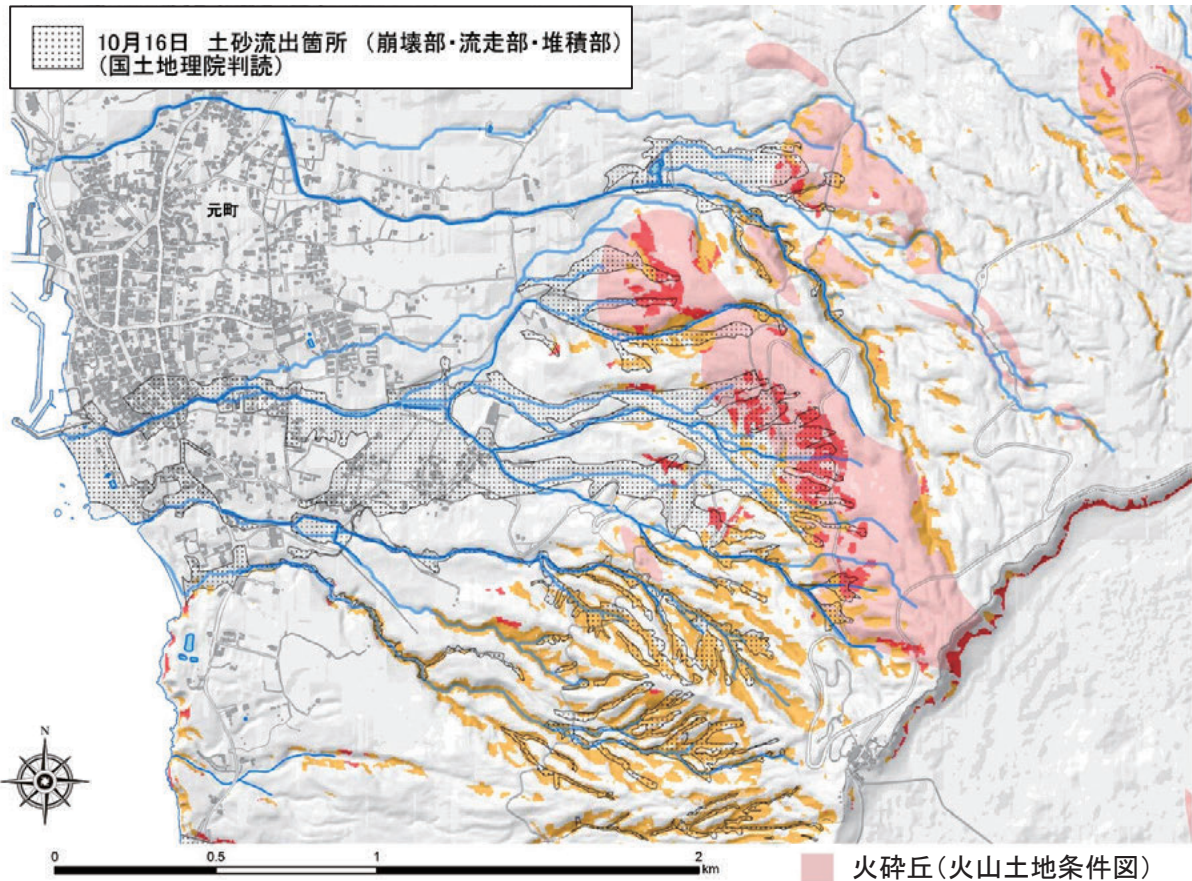 10月16日 土砂流出箇所 (崩壊部・流走部・堆積部)
(国土地理院判読)
元町
N
0 0.5 1 2
km
火砕丘(火山土地条件図)